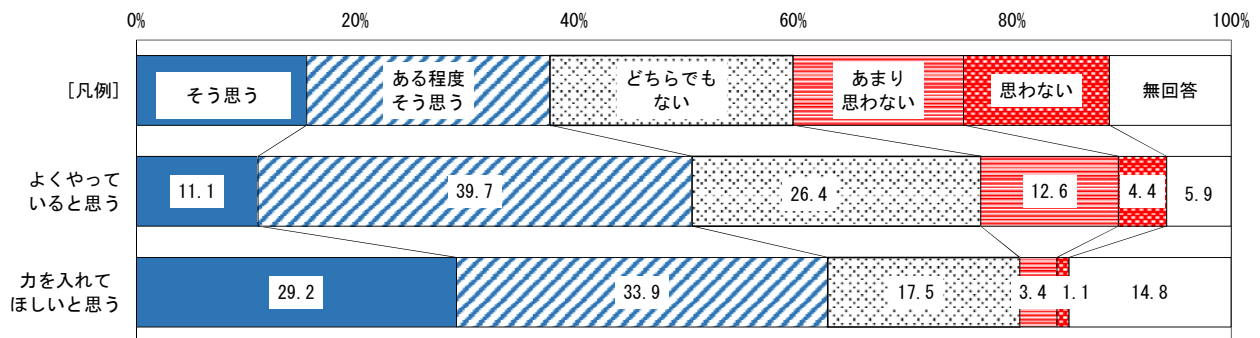 0% 20% 40% 60% 80% 100%
[凡例]
そう思う
ある程度
そう思う
どちらでも
ない
あまり
思わない
思わない
無回答
よくやって
いると思う
11.1 39.7 26.4 12.6 4.4 5.9
力を入れて
ほしいと思う
29.2 33.9 17.5 3.4 1.1 14.8